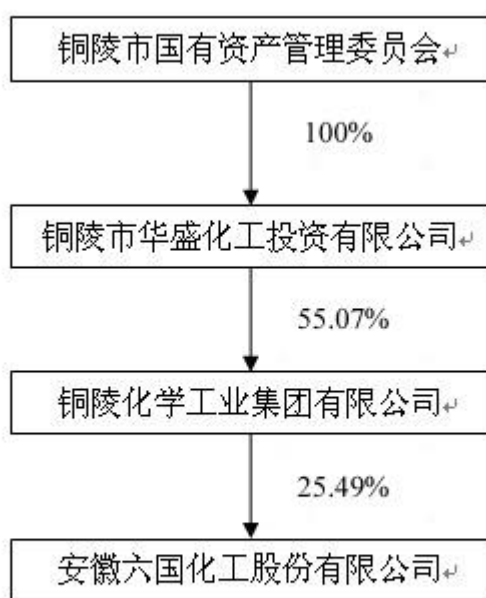 铜陵市国有资产管理委员会
100%
铜陵市华盛化工投资有限公司
55.07%
铜陵化学工业集团有限公司
25.49%
安徽六国化工股份有限公司